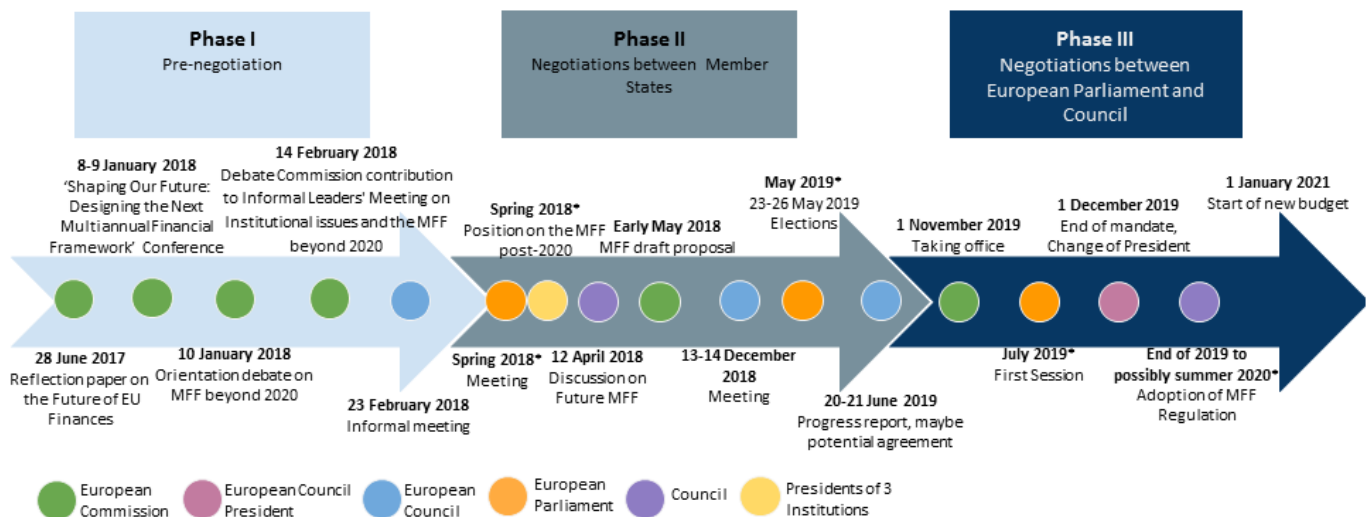 Phase I
Pre-negotiation
Phase II
Negotiations between Member
States
Phase III
Negotiations between
European Parliament and
Council
8-9 January 2018
‘Shaping Our Future:
Designing the Next
Multiannual Financial
Framework’ Conference
14 February 2018
Debate Commission contribution
to Informal Leaders' Meeting on
Institutional issues and the MFF
beyond 2020
Spring 2018*
Position on the MFF
post-2020
Early May 2018
MFF draft proposal
May 2019*
23-26 May 2019
Elections
1 November 2019
Taking office
1 December 2019
End of mandate,
Change of President
1 January 2021
Start of new budget
28 June 2017
Reflection paper on
the Future of EU
Finances
10 January 2018
Orientation debate on
MFF beyond 2020
23 February 2018
Informal meeting
Spring 2018*
Meeting
12 April 2018
Discussion on
Future MFF
13-14 December
2018
Meeting
20-21 June 2019
Progress report, maybe
potential agreement
July 2019*
First Session
End of 2019 to
possibly summer 2020*
Adoption of MFF
Regulation
European
Commission
European Council
President
European
Council
European
Parliament
Council
Presidents of 3
Institutions